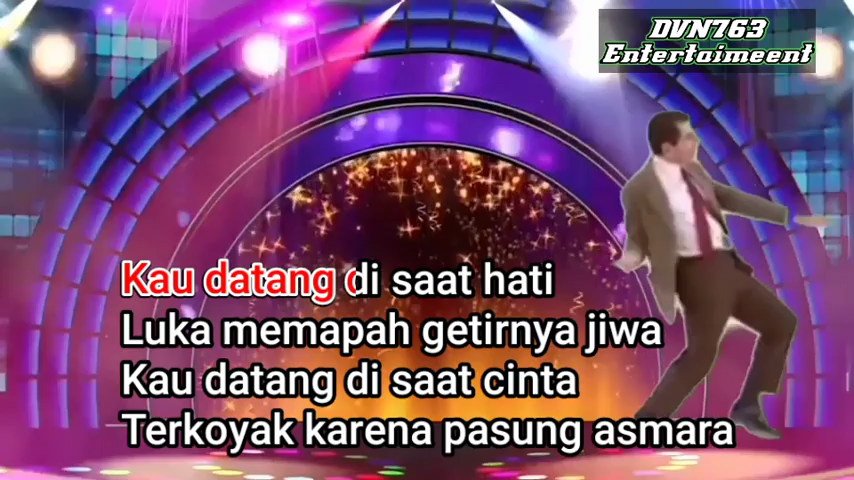 DVN763
Entertaimeent
Kau datang di saat hati
Luka memapah getirnya jiwa
Kau datang di saat cinta
Terkoyak karena pasung asmara